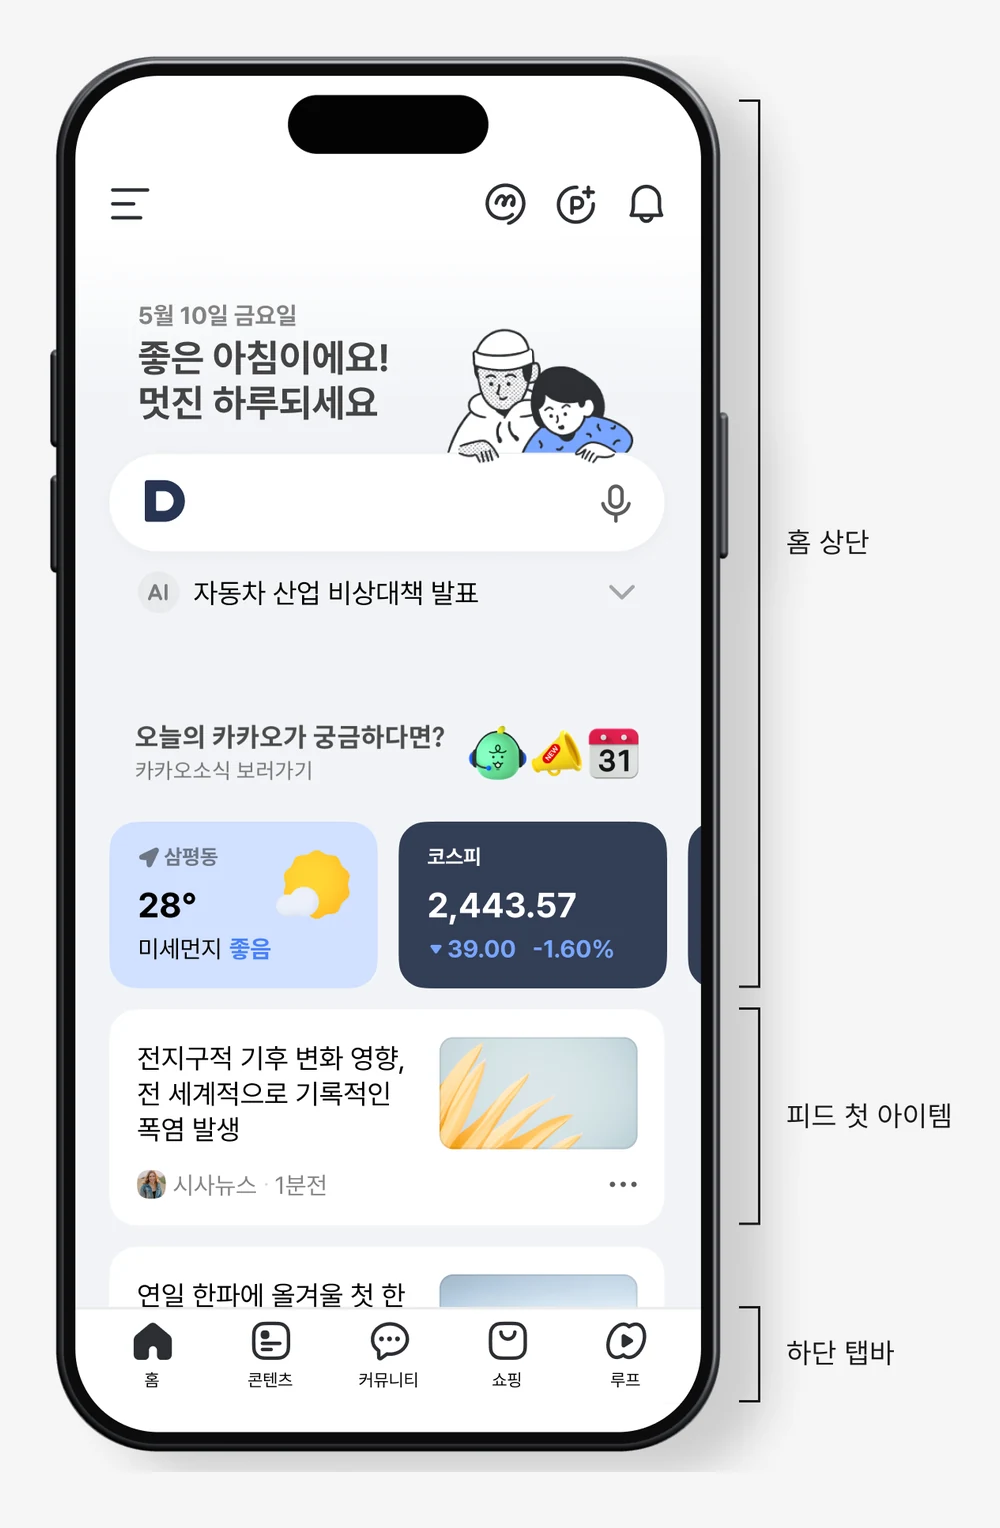 5월 10일 금요일
좋은 아침이에요!
멋진 하루되세요
D
AI 자동차 산업 비상대책 발표
홈 상단
오늘의 카카오가 궁금하다면?
카카오소식 보러가기
NEW
31
삼평동
28°
미세먼지 좋음
코스피
2,443.57
▼39.00 -1.60%
전지구적 기후 변화 영향,
전 세계적으로 기록적인
폭염 발생
시사뉴스 · 1분전
피드 첫 아이템
연일 한파에 올겨울 첫 한
홈 콘텐츠 커뮤니티 쇼핑 루프
하단 탭바